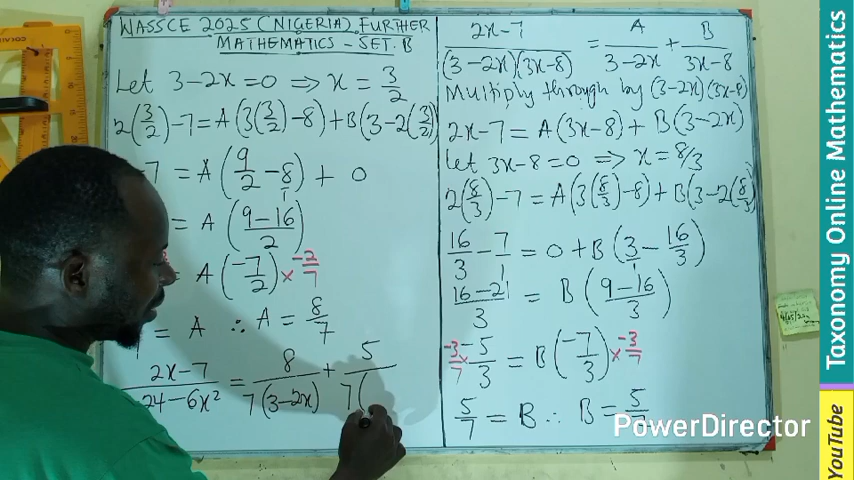 WASSCE 2025 (NIGERIA) FURTHER
MATHEMATICS - SET B
Let 3-2x=0 ⇒ x = 3/2
2(3/2)-7=A(3(3/2)-8)+B(3-2(3/2))
-7 = A(9/2 - 8/1) + 0
= A((9-16)/2)
= A(-7/2) × -2/7
= A ∴ A = 8/7
(2x-7)/(24-6x²) = 8/(7(3-2x)) + 5/(7(
(2x-7)/((3-2x)(3x-8)) = A/(3-2x) + B/(3x-8)
Multiply through by (3-2x)(3x-8)
2x-7 = A(3x-8) + B(3-2x)
let 3x-8=0 ⇒ x = 8/3
2(8/3)-7=A(3(8/3)-8)+B(3-2(8/3)
16/3 - 7/1 = 0 + B(3/1 - 16/3)
(16-21)/3 = B((9-16)/3)
-3/7 × -5/3 = B(-7/3) × -3/7
5/7 = B ∴ B = 5/7
PowerDirector
Taxonomy Online Mathematics
YouTube